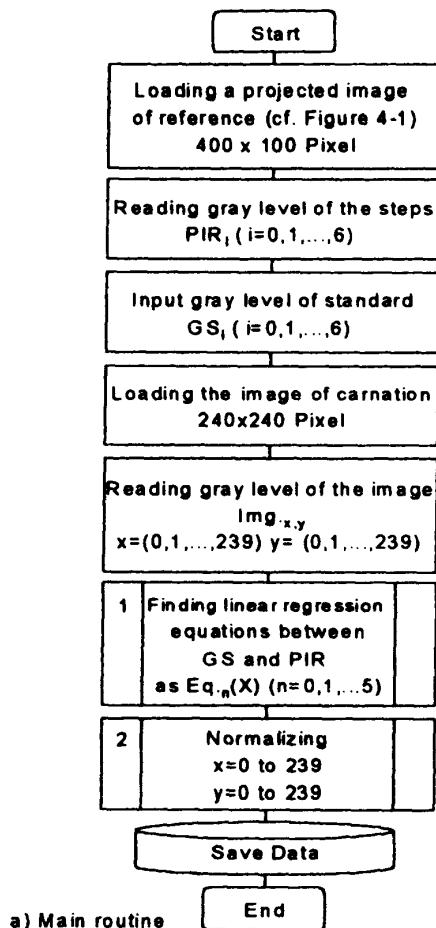 Start
Loading a projected image
of reference (cf. Figure 4-1)
400 x 100 Pixel
Reading gray level of the steps
PIRi ( i=0,1,...,6)
Input gray level of standard
GSi ( i=0,1,...,6)
Loading the image of carnation
240x240 Pixel
Reading gray level of the image
Img.x,y
x=(0,1,...,239) y= (0,1,...,239)
1 Finding linear regression
equations between
GS and PIR
as Eq.n(X) (n=0,1,...5)
2 Normalizing
x=0 to 239
y=0 to 239
Save Data
End
a) Main routine